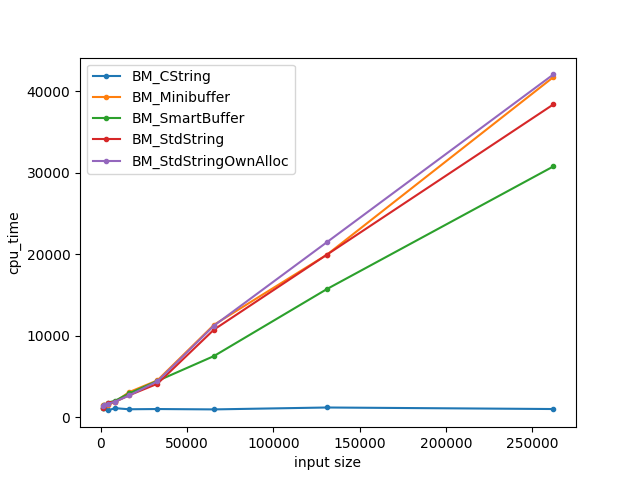 BM_CString
BM_Minibuffer
BM_SmartBuffer
BM_StdString
BM_StdStringOwnAlloc
40000
30000
20000
10000
0
cpu_time
0 50000 100000 150000 200000 250000
input size